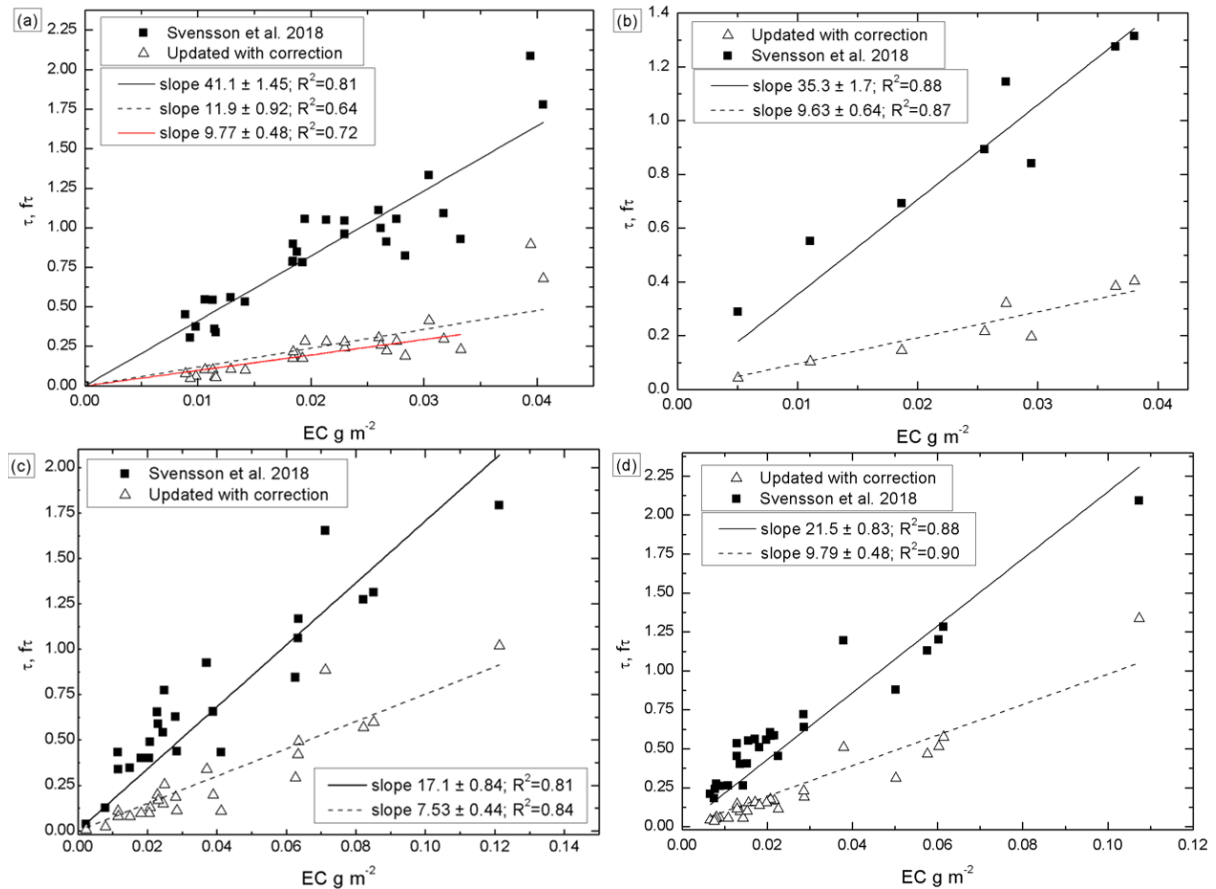 (a)
Svensson et al. 2018
Updated with correction
slope 41.1 ± 1.45; R²=0.81
slope 11.9 ± 0.92; R²=0.64
slope 9.77 ± 0.48; R²=0.72
τ, fτ
2.25
2.00
1.75
1.50
1.25
1.00
0.75
0.50
0.25
0.00
0.00 0.01 0.02 0.03 0.04
EC g m⁻²
(b)
Updated with correction
Svensson et al. 2018
slope 35.3 ± 1.7; R²=0.88
slope 9.63 ± 0.64; R²=0.87
τ, fτ
1.4
1.2
1.0
0.8
0.6
0.4
0.2
0.0
0.00 0.01 0.02 0.03 0.04
EC g m⁻²
(c)
Svensson et al. 2018
Updated with correction
slope 17.1 ± 0.84; R²=0.81
slope 7.53 ± 0.44; R²=0.84
τ, fτ
2.00
1.75
1.50
1.25
1.00
0.75
0.50
0.25
0.00
0.00 0.02 0.04 0.06 0.08 0.10 0.12 0.14
EC g m⁻²
(d)
Updated with correction
Svensson et al. 2018
slope 21.5 ± 0.83; R²=0.88
slope 9.79 ± 0.48; R²=0.90
τ, fτ
2.25
2.00
1.75
1.50
1.25
1.00
0.75
0.50
0.25
0.00
0.00 0.02 0.04 0.06 0.08 0.10 0.12
EC g m⁻²